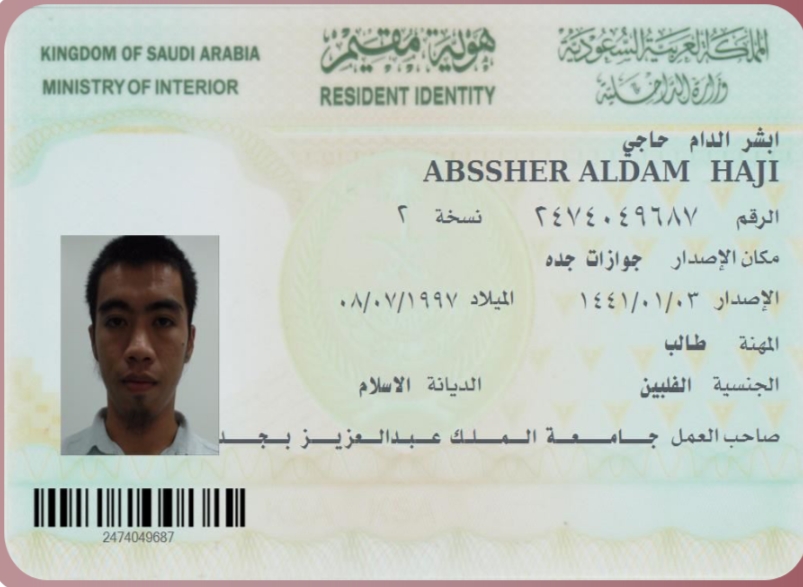 KINGDOM OF SAUDI ARABIA
MINISTRY OF INTERIOR
هوية مقيم
RESIDENT IDENTITY
المملكة العربية السعودية
وزارة الداخلية
ابشر الدام حاجي
ABSSHER ALDAM HAJI
الرقم ٢٤٧٤٠٤٩٦٨٧ نسخة ٢
مكان الإصدار جوازات جده
الإصدار ١٤٤١/٠١/٠٣ الميلاد ٠٨/٠٧/١٩٩٧
المهنة طالب
الجنسية الفلبين الديانة الاسلام
صاحب العمل جامعة الملك عبدالعزيز بجد
2474049687
KSA KSA